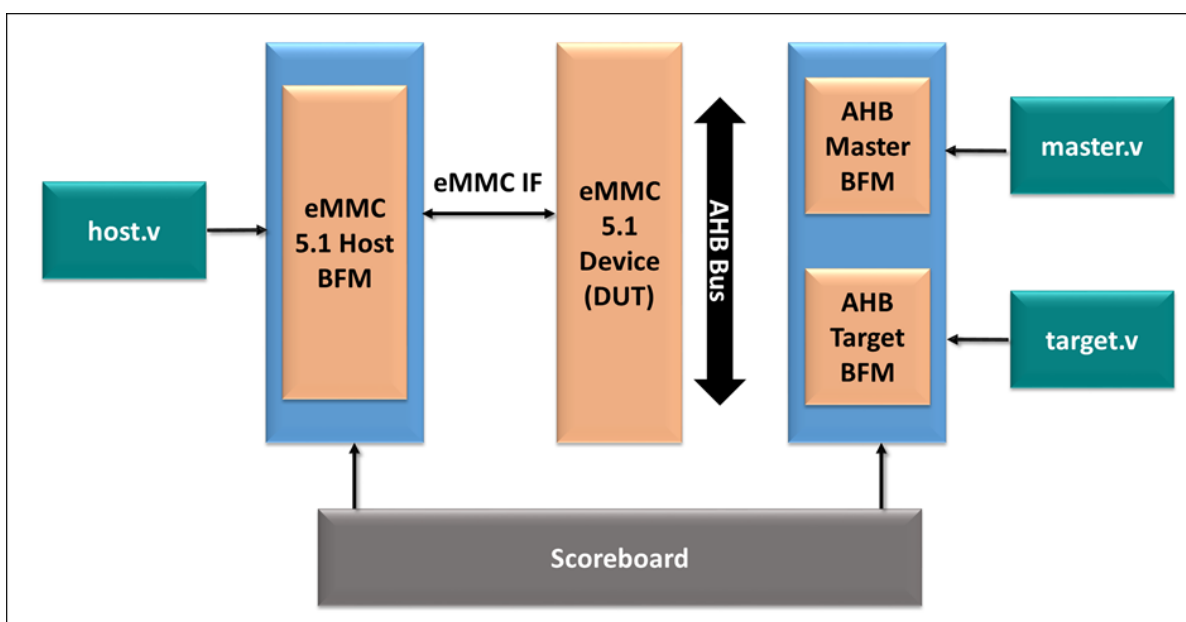 host.v
eMMC
5.1 Host
BFM
eMMC IF
eMMC
5.1
Device
(DUT)
AHB Bus
AHB
Master
BFM
AHB
Target
BFM
master.v
target.v
Scoreboard